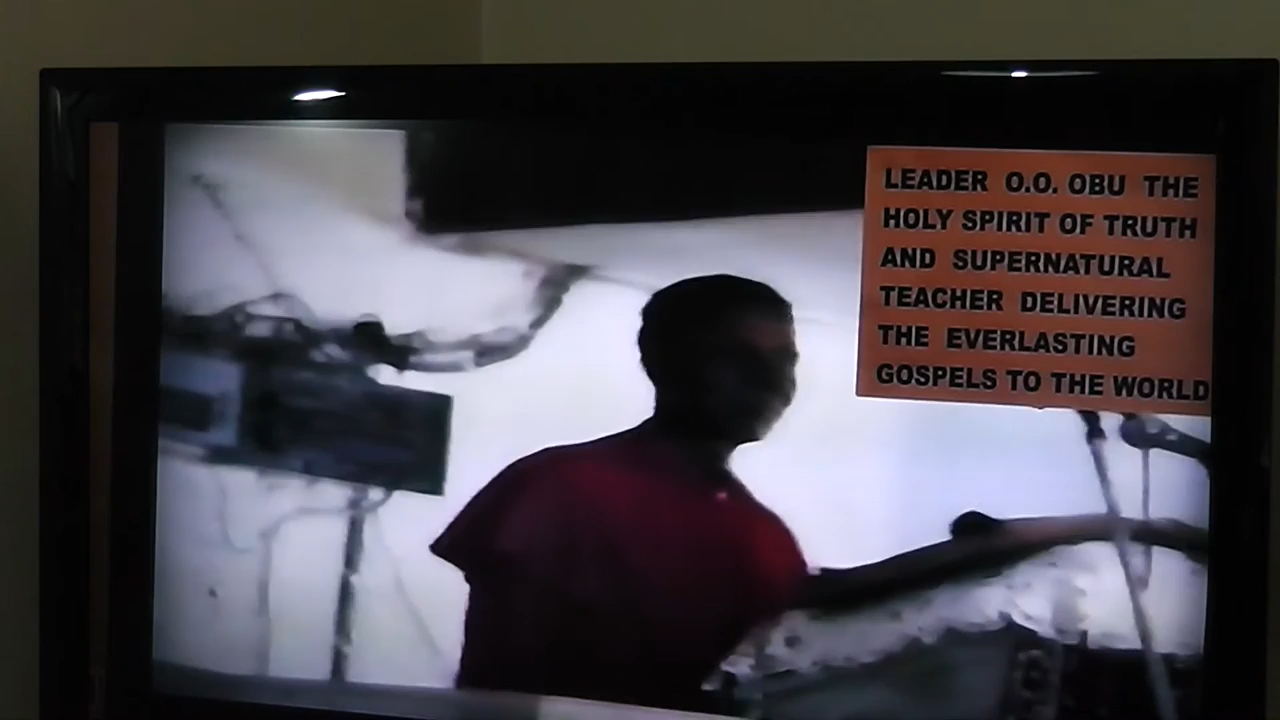 LEADER O.O. OBU THE
HOLY SPIRIT OF TRUTH
AND SUPERNATURAL
TEACHER DELIVERING
THE EVERLASTING
GOSPELS TO THE WORLD